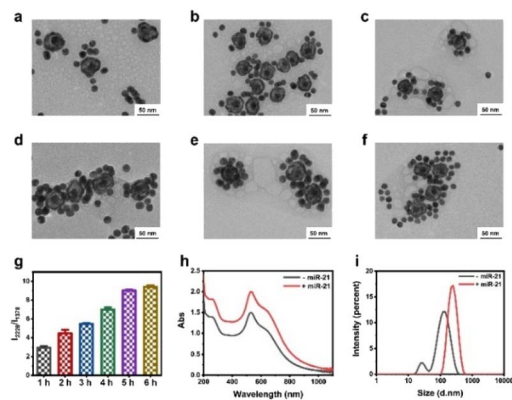 a b c
50 nm 50 nm 50 nm
d e f
50 nm 50 nm 50 nm
g h i
I2229/I1578
10
8
6
4
2
0
1 h 2 h 3 h 4 h 5 h 6 h
Abs
2.5
2.0
1.5
1.0
0.5
0.0
- miR-21
+ miR-21
200 400 600 800 1000
Wavelength (nm)
Intensity (percent)
20
15
10
5
0
- miR-21
+ miR-21
1 10 100 1000 10000
Size (d.nm)